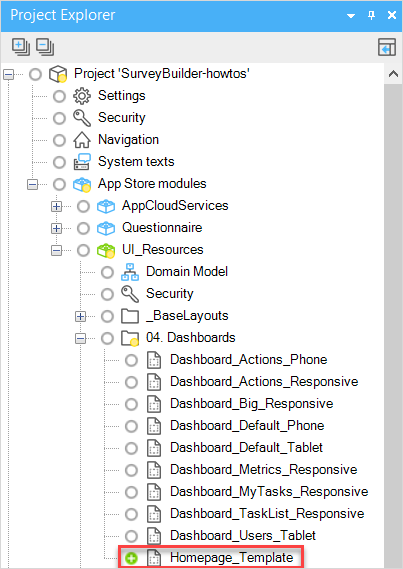 Project Explorer
Project 'SurveyBuilder-howtos'
Settings
Security
Navigation
System texts
App Store modules
AppCloudServices
Questionnaire
UI_Resources
Domain Model
Security
_BaseLayouts
04. Dashboards
Dashboard_Actions_Phone
Dashboard_Actions_Responsive
Dashboard_Big_Responsive
Dashboard_Default_Phone
Dashboard_Default_Tablet
Dashboard_Metrics_Responsive
Dashboard_MyTasks_Responsive
Dashboard_TaskList_Responsive
Dashboard_Users_Tablet
Homepage_Template